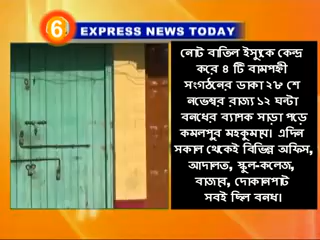 6 EXPRESS NEWS TODAY
নোট বাতিল ইস্যুকে কেন্দ্র
করে ৪ টি বামপন্থী
সংগঠনের ডাকা ২৮ শে
নভেম্বর রাজ্য ১২ ঘন্টা
বনধের ব্যাপক সাড়া পড়ে
কমলপুর মহকুমায়। এদিন
সকাল থেকেই বিভিন্ন অফিস,
আদালত, স্কুল-কলেজ,
বাজার, দোকানপাট
সবই ছিল বনধ।